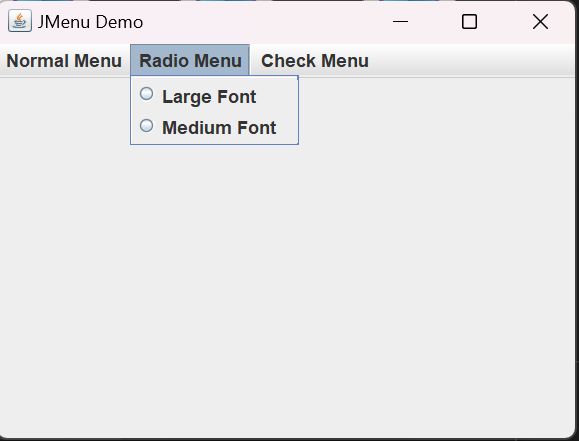 JMenu Demo
Normal Menu Radio Menu Check Menu
Large Font
Medium Font